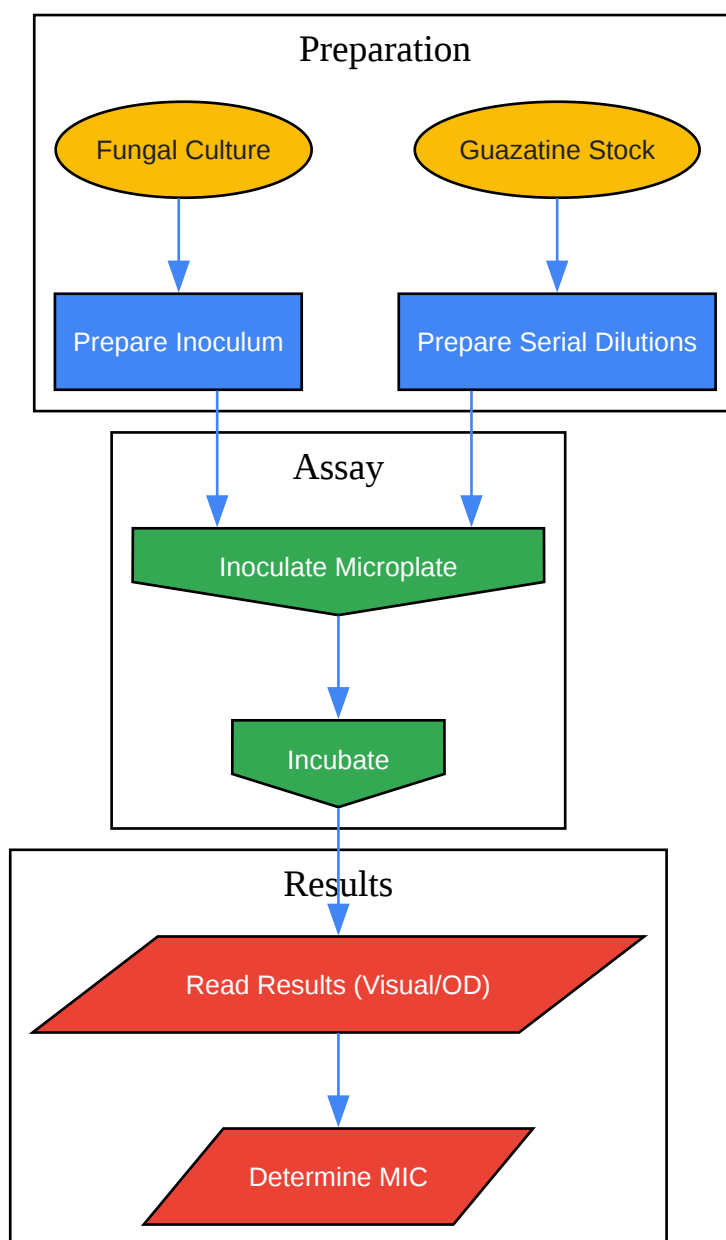 Preparation
Fungal Culture
Guazatine Stock
Prepare Inoculum
Prepare Serial Dilutions
Assay
Inoculate Microplate
Incubate
Results
Read Results (Visual/OD)
Determine MIC